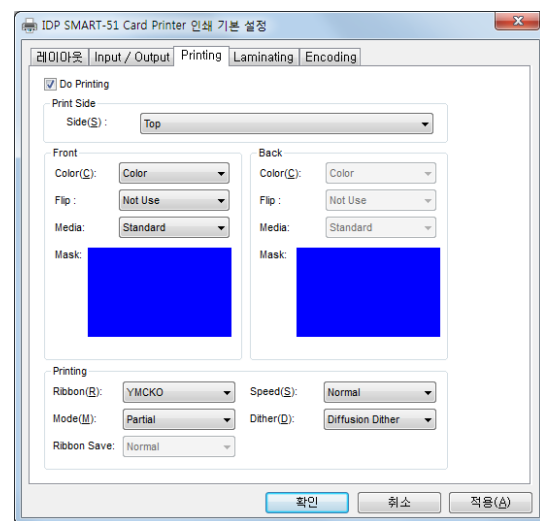 IDP SMART-51 Card Printer 인쇄 기본 설정
레이아웃 Input / Output Printing Laminating Encoding
Do Printing
Print Side
Side(S) : Top
Front Back
Color(C): Color Color(C): Color
Flip : Not Use Flip : Not Use
Media: Standard Media: Standard
Mask: Mask:
Printing
Ribbon(R): YMCKO Speed(S): Normal
Mode(M): Partial Dither(D): Diffusion Dither
Ribbon Save: Normal
확인 취소 적용(A)